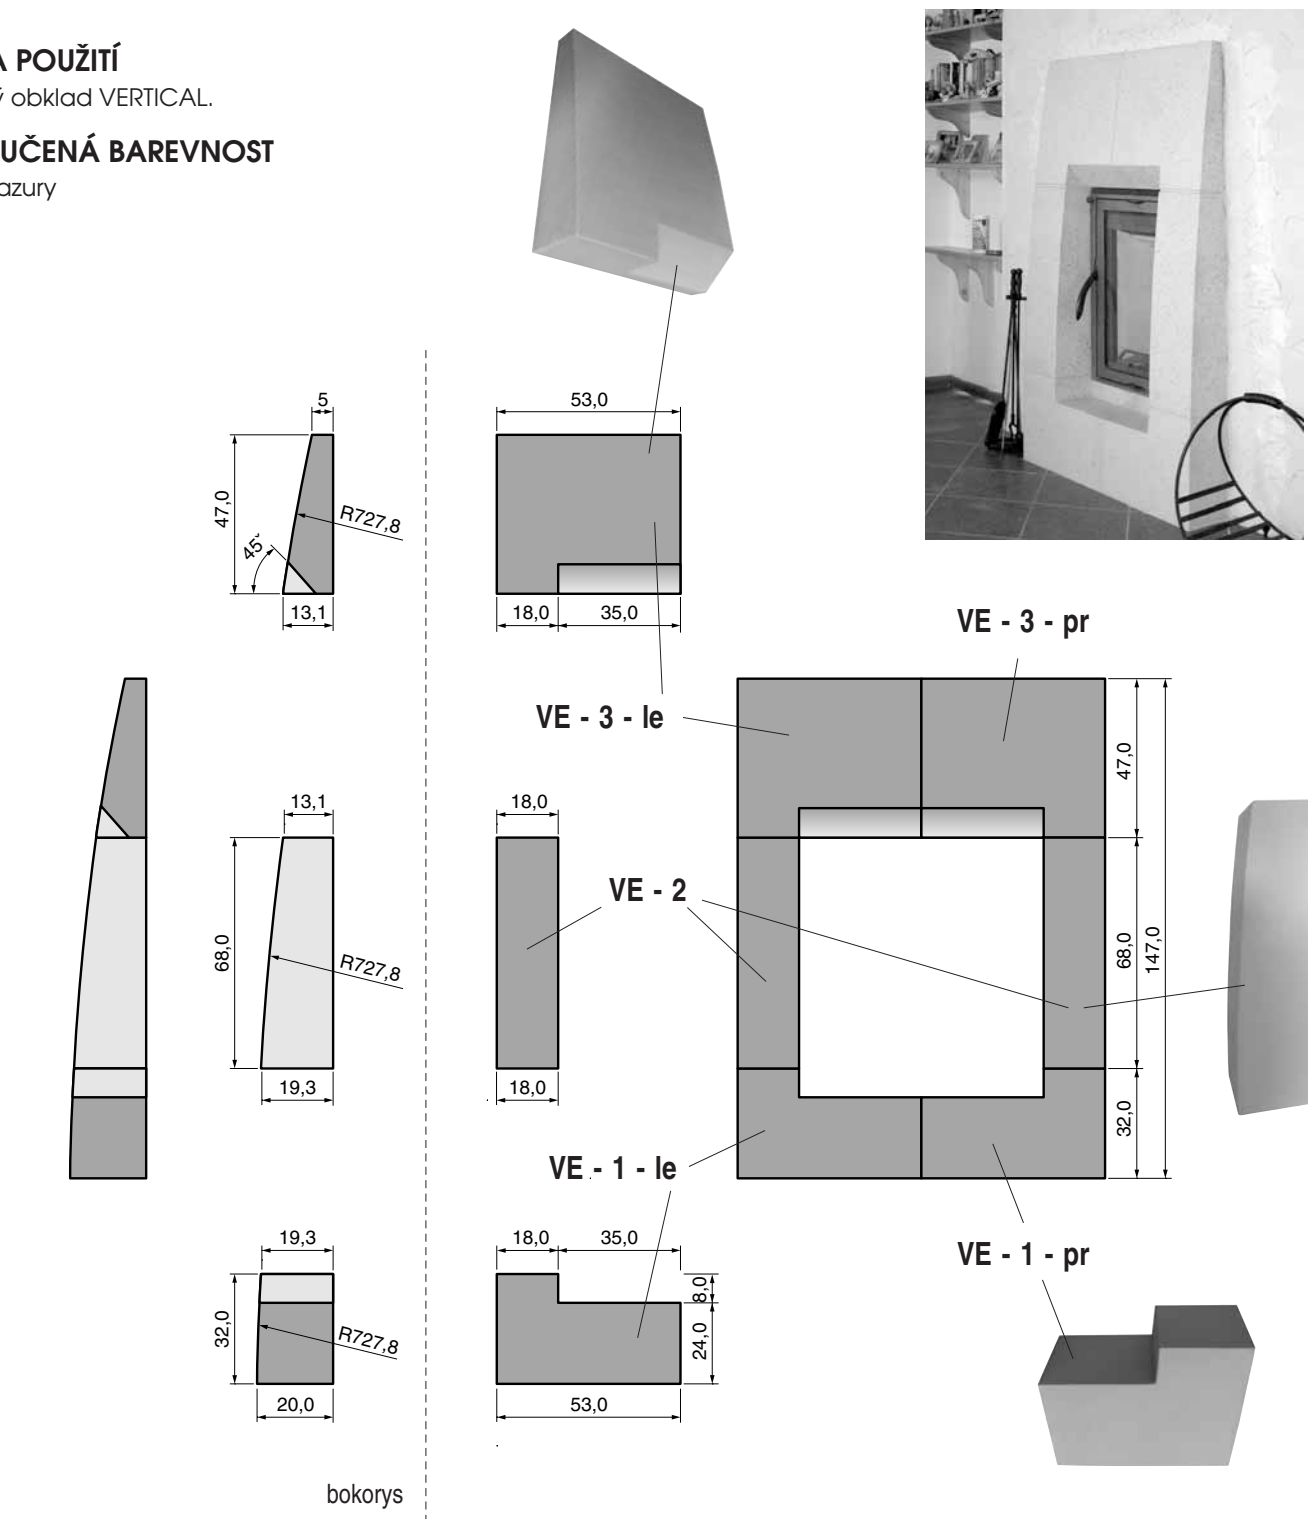 A POUŽITÍ
ý obklad VERTICAL.
UČENÁ BAREVNOST
azury
5
53,0
47,0
R727,8
45°
13,1
18,0
35,0
VE - 3 - pr
VE - 3 - le
47,0
13,1
18,0
VE - 2
68,0
R727,8
68,0
147,0
19,3
18,0
32,0
VE - 1 - le
19,3
18,0
35,0
8,0
VE - 1 - pr
32,0
R727,8
24,0
20,0
53,0
bokorys